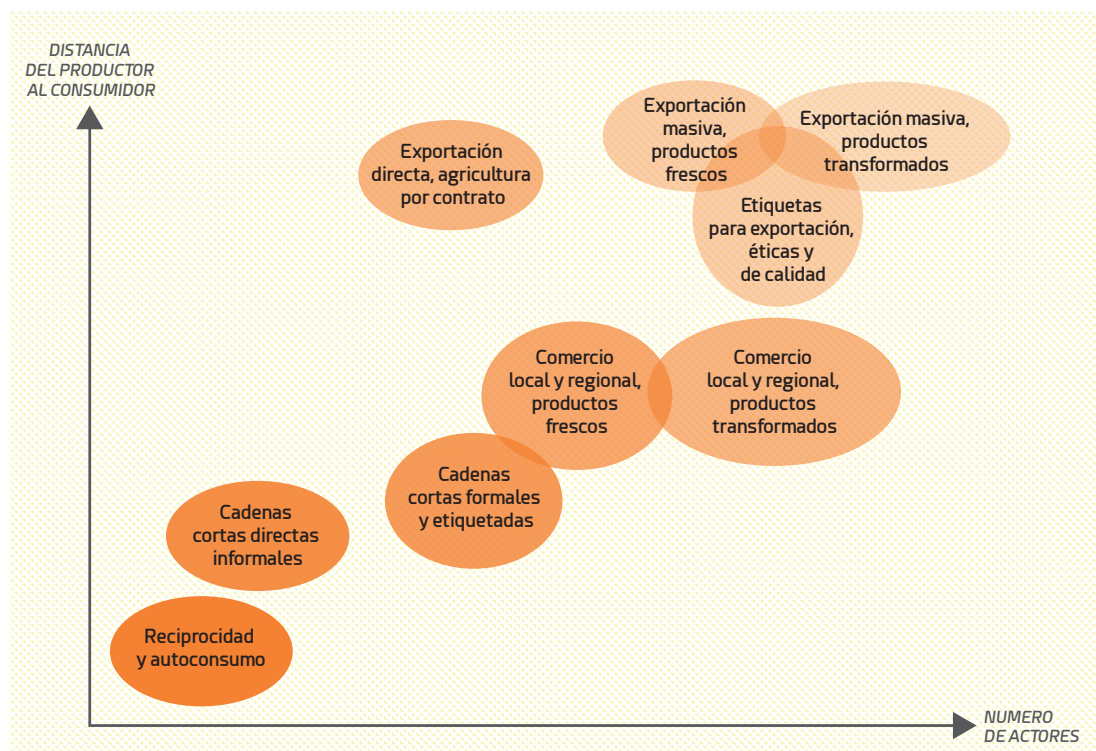 DISTANCIA
DEL PRODUCTOR
AL CONSUMIDOR
Exportación
masiva,
productos
frescos
Exportación masiva,
productos
transformados
Exportación
directa, agricultura
por contrato
Etiquetas
para exportación,
éticas y
de calidad
Comercio
local y regional,
productos
frescos
Comercio
local y regional,
productos
transformados
Cadenas
cortas formales
y etiquetadas
Cadenas
cortas directas
informales
Reciprocidad
y autoconsumo
NUMERO
DE ACTORES